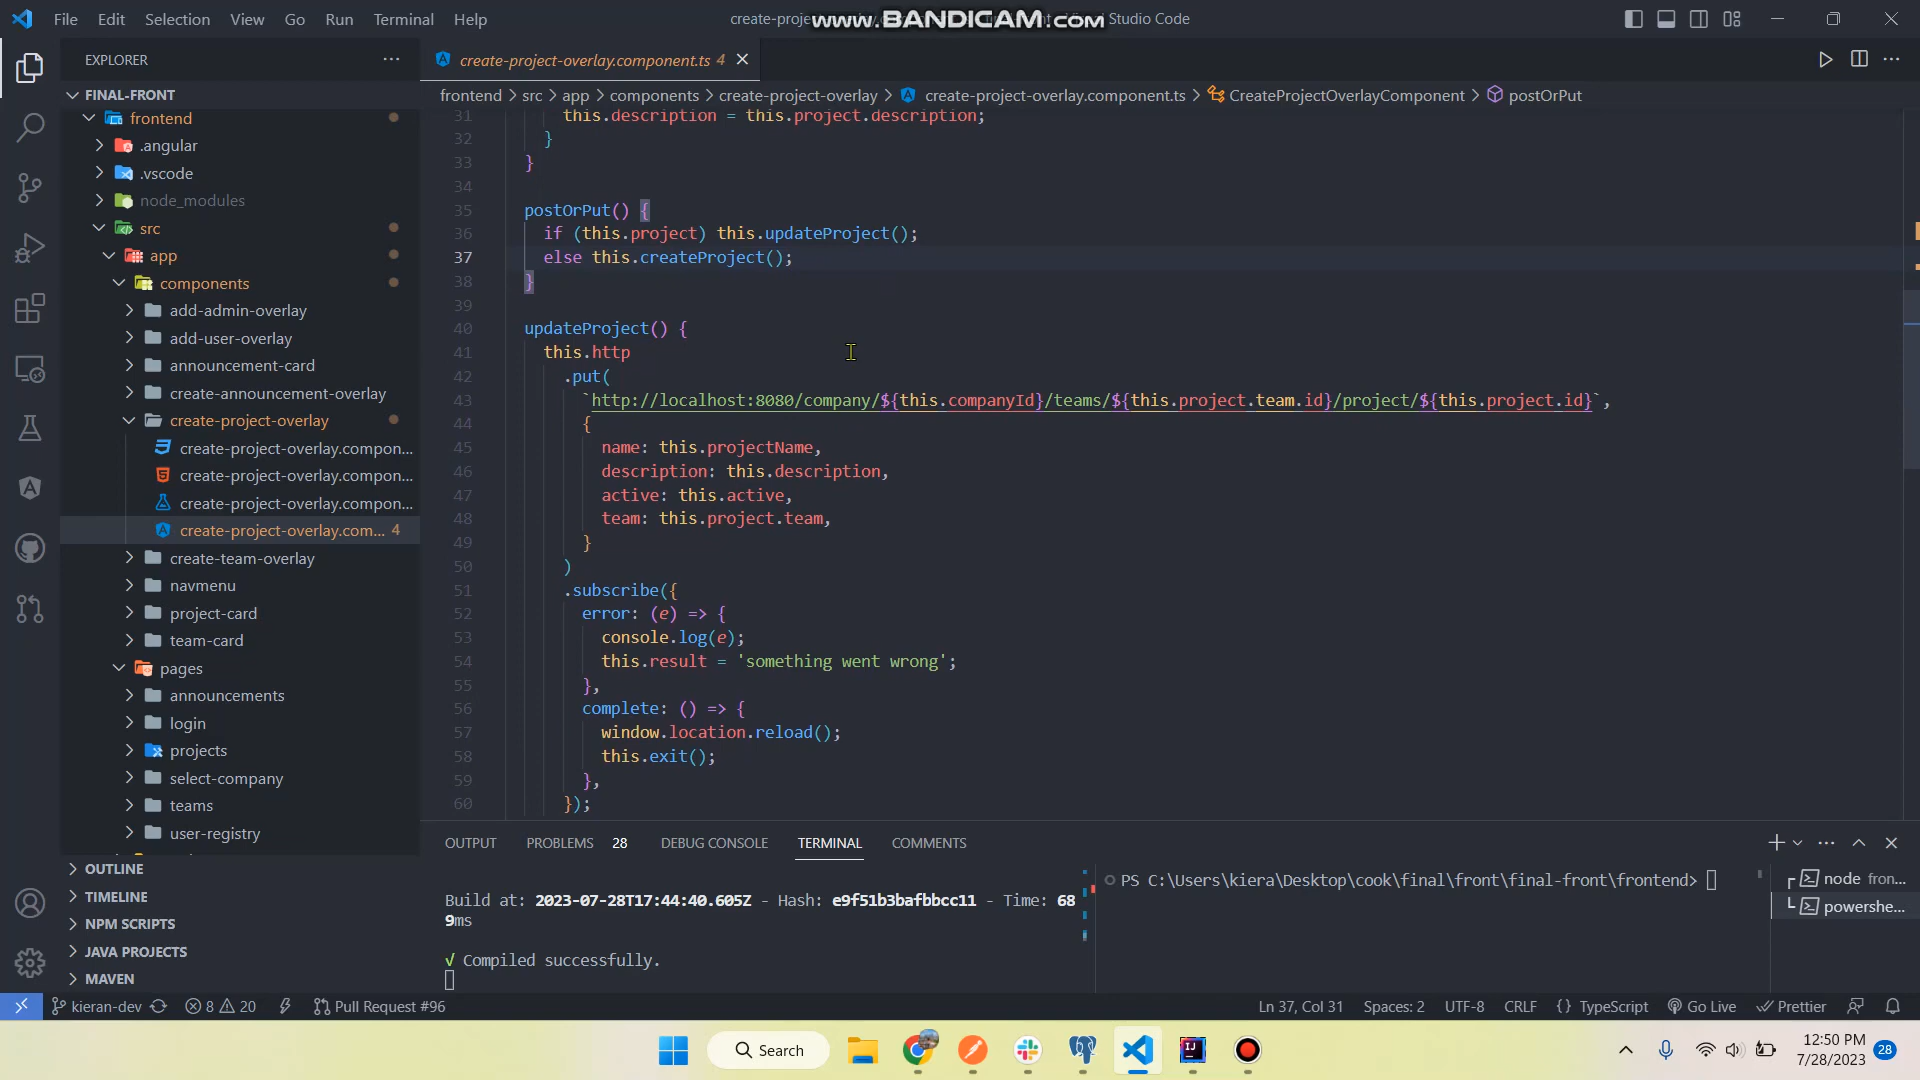 File Edit Selection View Go Run Terminal Help
www.BANDICAM.com
Studio Code
EXPLORER
create-project-overlay.component.ts 4
FINAL-FRONT
frontend > src > app > components > create-project-overlay > create-project-overlay.component.ts > CreateProjectOverlayComponent > postOrPut
frontend
.angular
.vscode
node_modules
src
app
components
add-admin-overlay
add-user-overlay
announcement-card
create-announcement-overlay
create-project-overlay
create-project-overlay.compon...
create-project-overlay.compon...
create-project-overlay.compon...
create-project-overlay.com... 4
create-team-overlay
navmenu
project-card
team-card
pages
announcements
login
projects
select-company
teams
user-registry
OUTLINE
TIMELINE
NPM SCRIPTS
JAVA PROJECTS
MAVEN
31 this.description = this.project.description;
32 }
33 }
34
35 postOrPut() {
36 if (this.project) this.updateProject();
37 else this.createProject();
38 }
39
40 updateProject() {
41 this.http
42 .put(
43 `http://localhost:8080/company/${this.companyId}/teams/${this.project.team.id}/project/${this.project.id}`,
44 {
45 name: this.projectName,
46 description: this.description,
47 active: this.active,
48 team: this.project.team,
49 }
50 )
51 .subscribe({
52 error: (e) => {
53 console.log(e);
54 this.result = 'something went wrong';
55 },
56 complete: () => {
57 window.location.reload();
58 this.exit();
59 },
60 });
OUTPUT PROBLEMS 28 DEBUG CONSOLE TERMINAL COMMENTS
Build at: 2023-07-28T17:44:40.605Z - Hash: e9f51b3bafbbcc11 - Time: 68
9ms
√ Compiled successfully.
PS C:\Users\kiera\Desktop\cook\final\front\final-front\frontend>
node fron...
powershe...
kieran-dev 8 20 Pull Request #96
Ln 37, Col 31 Spaces: 2 UTF-8 CRLF {} TypeScript Go Live Prettier
Search
12:50 PM
7/28/2023
28